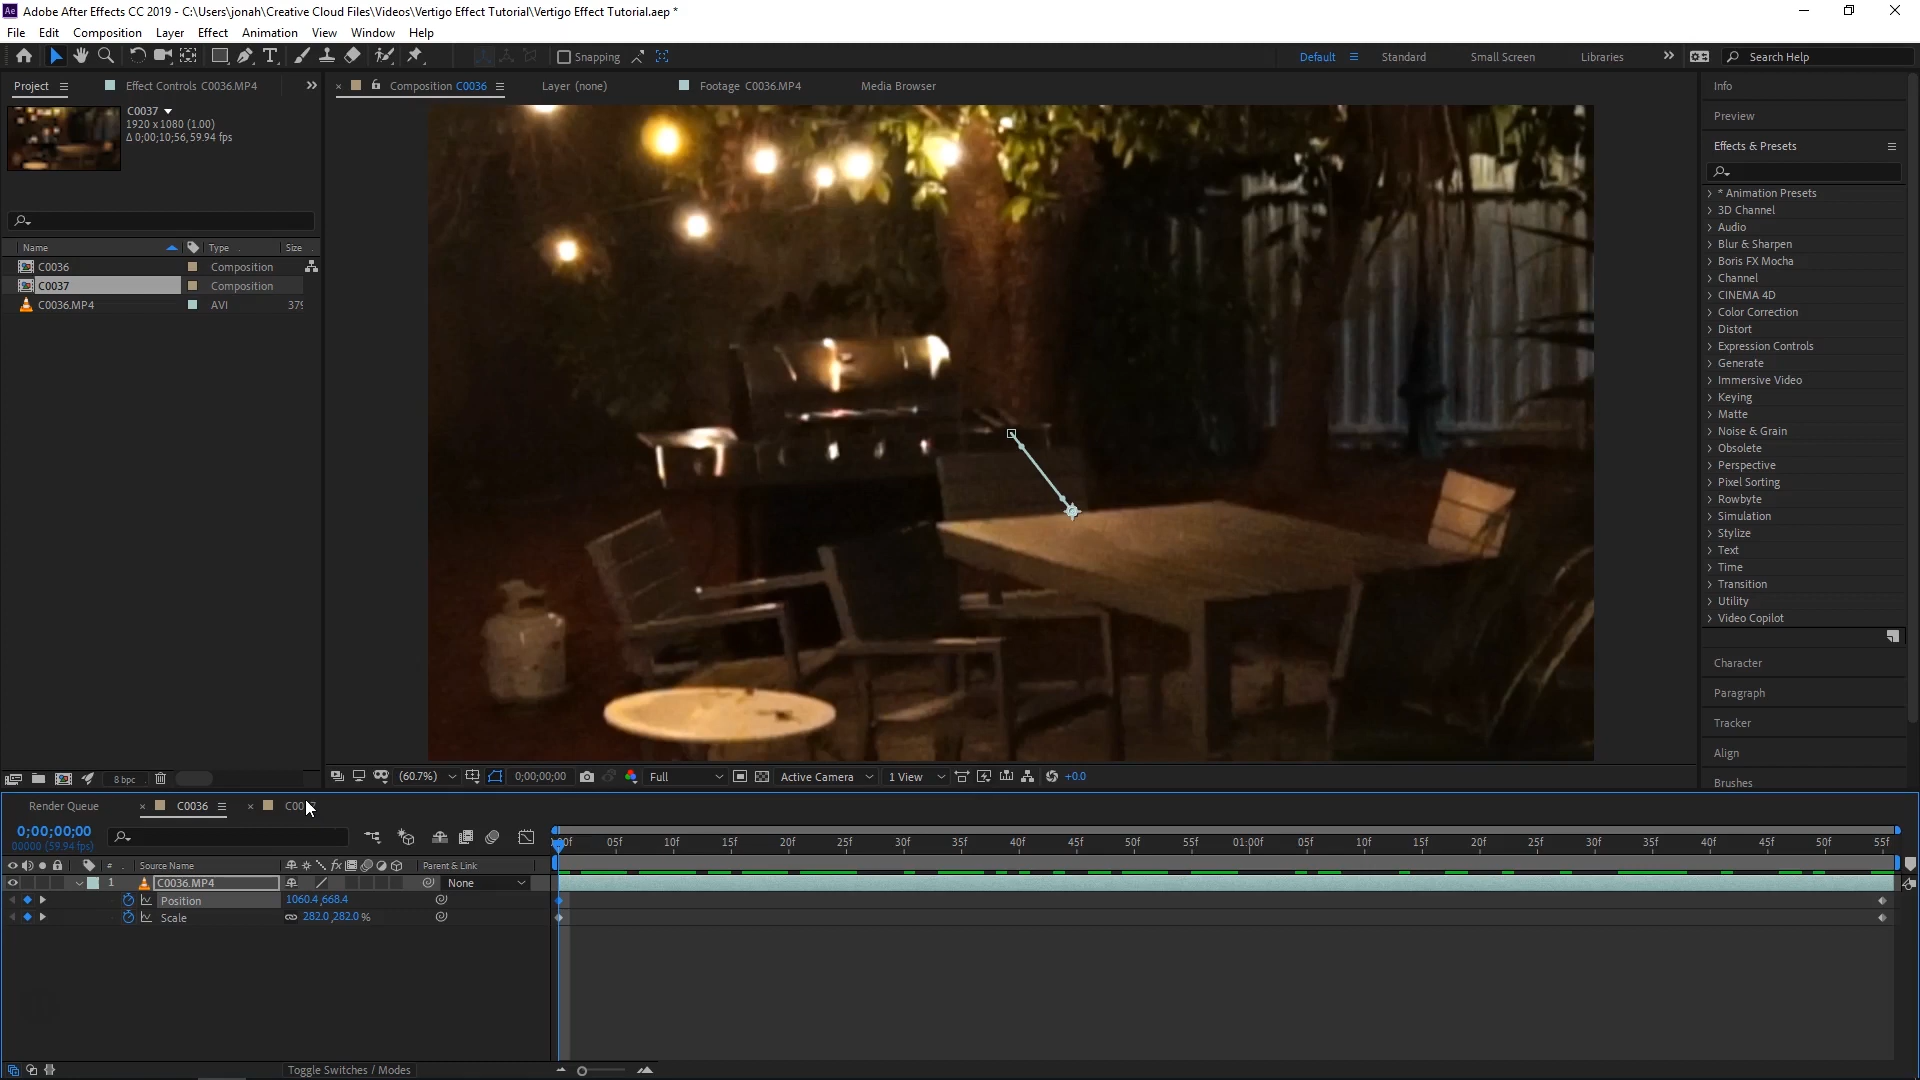 Adobe After Effects CC 2019 - C:\Users\jonah\Creative Cloud Files\Videos\Vertigo Effect Tutorial\Vertigo Effect Tutorial.aep *
File Edit Composition Layer Effect Animation View Window Help
Snapping
Default
Standard
Small Screen
Libraries
Search Help
Project
Effect Controls C0036.MP4
Composition C0036
Layer (none)
Footage C0036.MP4
Media Browser
C0037
1920 x 1080 (1.00)
Δ 0;00;10;56, 59.94 fps
Name
Type
Size
C0036
Composition
C0037
Composition
C0036.MP4
AVI
8 bpc
(60.7%)
0;00;00;00
Full
Active Camera
1 View
+0.0
Info
Preview
Effects & Presets
* Animation Presets
3D Channel
Audio
Blur & Sharpen
Boris FX Mocha
Channel
CINEMA 4D
Color Correction
Distort
Expression Controls
Generate
Immersive Video
Keying
Matte
Noise & Grain
Obsolete
Perspective
Pixel Sorting
Rowbyte
Simulation
Stylize
Text
Time
Transition
Utility
Video Copilot
Character
Paragraph
Tracker
Align
Brushes
Render Queue
C0036
0;00;00;00
00000 (59.94 fps)
05f 10f 15f 20f 25f 30f 35f 40f 45f 50f 55f 01:00f 05f 10f 15f 20f 25f 30f 35f 40f 45f 50f 55f
# Source Name
fx
Parent & Link
1 C0036.MP4
None
Position
1060.4,668.4
Scale
282.0,282.0 %
Toggle Switches / Modes